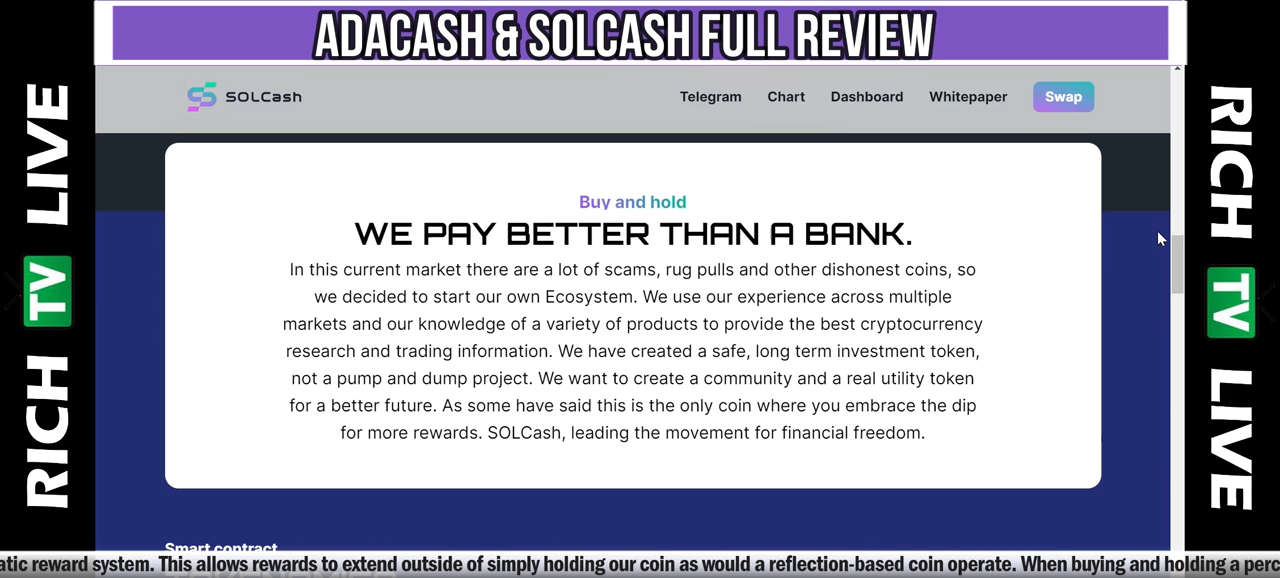 ADACASH & SOLCASH FULL REVIEW
RICH TV LIVE
SOLCash
Telegram
Chart
Dashboard
Whitepaper
Swap
Buy and hold
WE PAY BETTER THAN A BANK.
In this current market there are a lot of scams, rug pulls and other dishonest coins, so
we decided to start our own Ecosystem. We use our experience across multiple
markets and our knowledge of a variety of products to provide the best cryptocurrency
research and trading information. We have created a safe, long term investment token,
not a pump and dump project. We want to create a community and a real utility token
for a better future. As some have said this is the only coin where you embrace the dip
for more rewards. SOLCash, leading the movement for financial freedom.
RICH TV LIVE
Smart contract
atic reward system. This allows rewards to extend outside of simply holding our coin as would a reflection-based coin operate. When buying and holding a perc